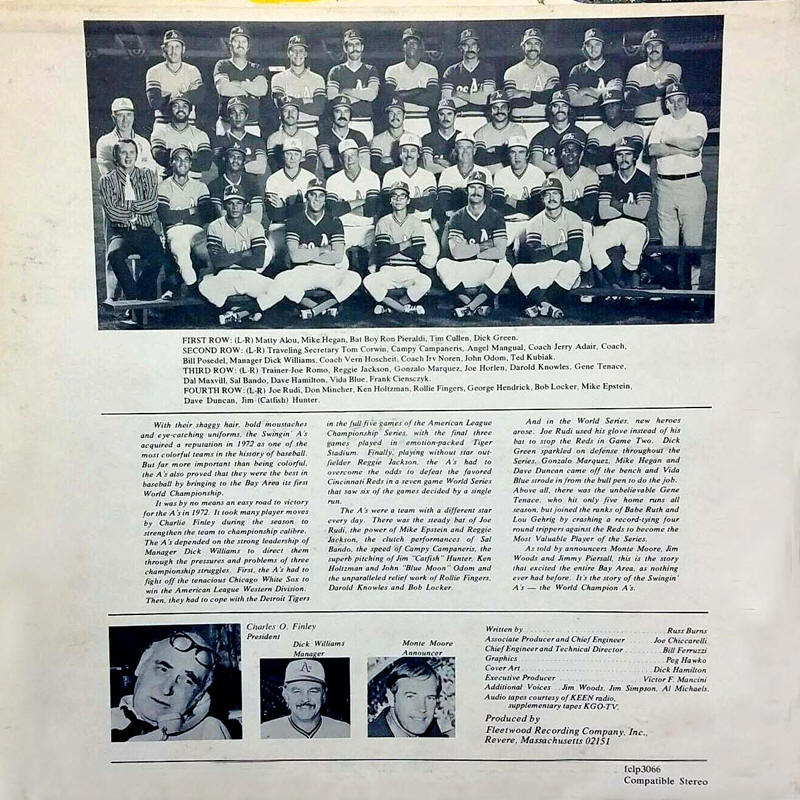 FIRST ROW: (L-R) Matty Alou, Mike Hegan, Bat Boy Ron Pieraldi, Tim Cullen, Dick Green.
SECOND ROW: (L-R) Traveling Secretary Tom Corwin, Campy Campaneris, Angel Mangual, Coach Jerry Adair, Coach,
Bill Posedel, Manager Dick Williams, Coach Vern Hoscheit, Coach Irv Noren, John Odom, Ted Kubiak.
THIRD ROW: (L-R) Trainer-Joe Romo, Reggie Jackson, Gonzalo Marquez, Joe Horlen, Darold Knowles, Gene Tenace,
Dal Maxvill, Sal Bando, Dave Hamilton, Vida Blue, Frank Ciensczyk.
FOURTH ROW: (L-R) Joe Rudi, Don Mincher, Ken Holtzman, Rollie Fingers, George Hendrick, Bob Locker, Mike Epstein,
Dave Duncan, Jim (Catfish) Hunter.
With their shaggy hair, bold moustaches
and eye-catching uniforms, the Swingin' A's
acquired a reputation in 1972 as one of the
most colorful teams in the history of baseball.
But far more important than being colorful,
the A's also proved that they were the best in
baseball by bringing to the Bay Area its first
World Championship.
It was by no means an easy road to victory
for the A's in 1972. It took many player moves
by Charlie Finley during the season to
strengthen the team to championship calibre.
The A's depended on the strong leadership of
Manager Dick Williams to direct them
through the pressures and problems of three
championship struggles. First, the A's had to
fight off the tenacious Chicago White Sox to
win the American League Western Division.
Then, they had to cope with the Detroit Tigers
in the full five games of the American League
Championship Series, with the final three
games played in emotion-packed Tiger
Stadium. Finally, playing without star out-
fielder Reggie Jackson, the A's had to
overcome the odds to defeat the favored
Cincinnati Reds in a seven game World Series
that saw six of the games decided by a single
run.
The A's were a team with a different star
every day. There was the steady bat of Joe
Rudi, the power of Mike Epstein and Reggie
Jackson, the clutch performances of Sal
Bando, the speed of Campy Campaneris, the
superb pitching of Jim "Catfish" Hunter, Ken
Holtzman and John "Blue Moon" Odom and
the unparalleled relief work of Rollie Fingers,
Darold Knowles and Bob Locker.
And in the World Series, new heroes
arose. Joe Rudi used his glove instead of his
bat to stop the Reds in Game Two. Dick
Green sparkled on defense throughout the
Series, Gonzalo Marquez, Mike Hegan and
Dave Duncan came off the bench and Vida
Blue strode in from the bull pen to do the job.
Above all, there was the unbelievable Gene
Tenace, who hit only five home runs all
season, but joined the ranks of Babe Ruth and
Lou Gehrig by crashing a record-tying four
round trippers against the Reds to become the
Most Valuable Player of the Series.
As told by announcers Monte Moore, Jim
Woods and Jimmy Piersall, this is the story
that excited the entire Bay Area, as nothing
ever had before. It's the story of the Swingin'
A's — the World Champion A's.
Charles O. Finley
President
Dick Williams
Manager
Monte Moore
Announcer
Written by Russ Burns
Associate Producer and Chief Engineer Joe Chiccarelli
Chief Engineer and Technical Director Bill Ferruzzi
Graphics Peg Hawko
Cover Art Dick Hamilton
Executive Producer Victor F. Mancini
Additional Voices Jim Woods, Jim Simpson, Al Michaels.
Audio tapes courtesy of KEEN radio,
supplementary tapes KGO-TV.
Produced by
Fleetwood Recording Company, Inc.,
Revere, Massachusetts 02151
fclp3066
Compatible Stereo